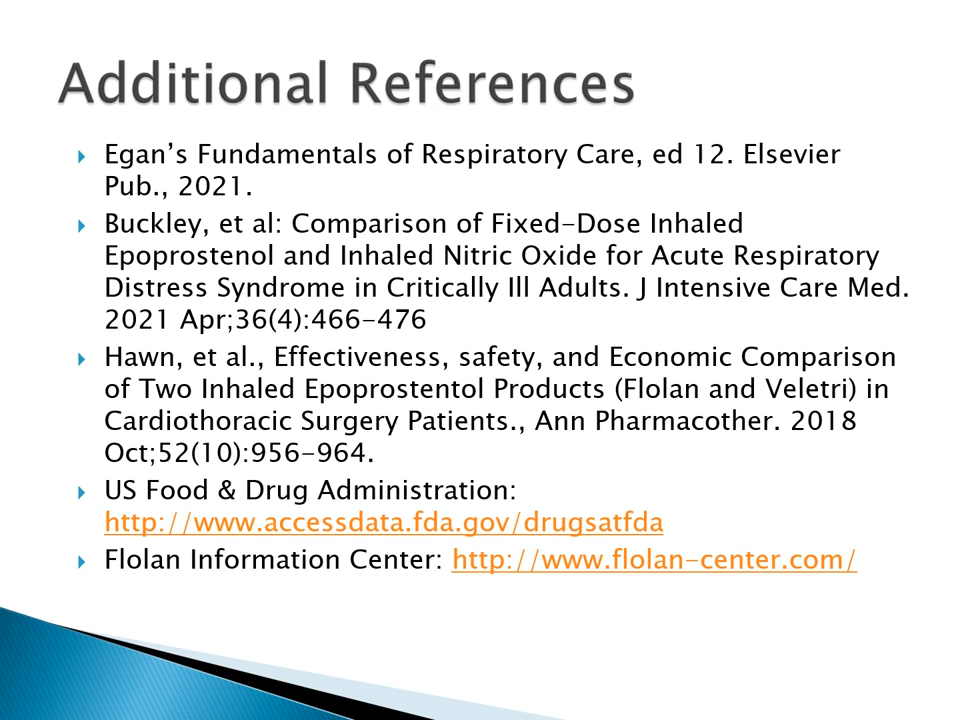 Additional References
Egan’s Fundamentals of Respiratory Care, ed 12. Elsevier
Pub., 2021.
Buckley, et al: Comparison of Fixed-Dose Inhaled
Epoprostenol and Inhaled Nitric Oxide for Acute Respiratory
Distress Syndrome in Critically Ill Adults. J Intensive Care Med.
2021 Apr;36(4):466-476
Hawn, et al., Effectiveness, safety, and Economic Comparison
of Two Inhaled Epoprostentol Products (Flolan and Veletri) in
Cardiothoracic Surgery Patients., Ann Pharmacother. 2018
Oct;52(10):956-964.
US Food & Drug Administration:
http://www.accessdata.fda.gov/drugsatfda
Flolan Information Center: http://www.flolan-center.com/